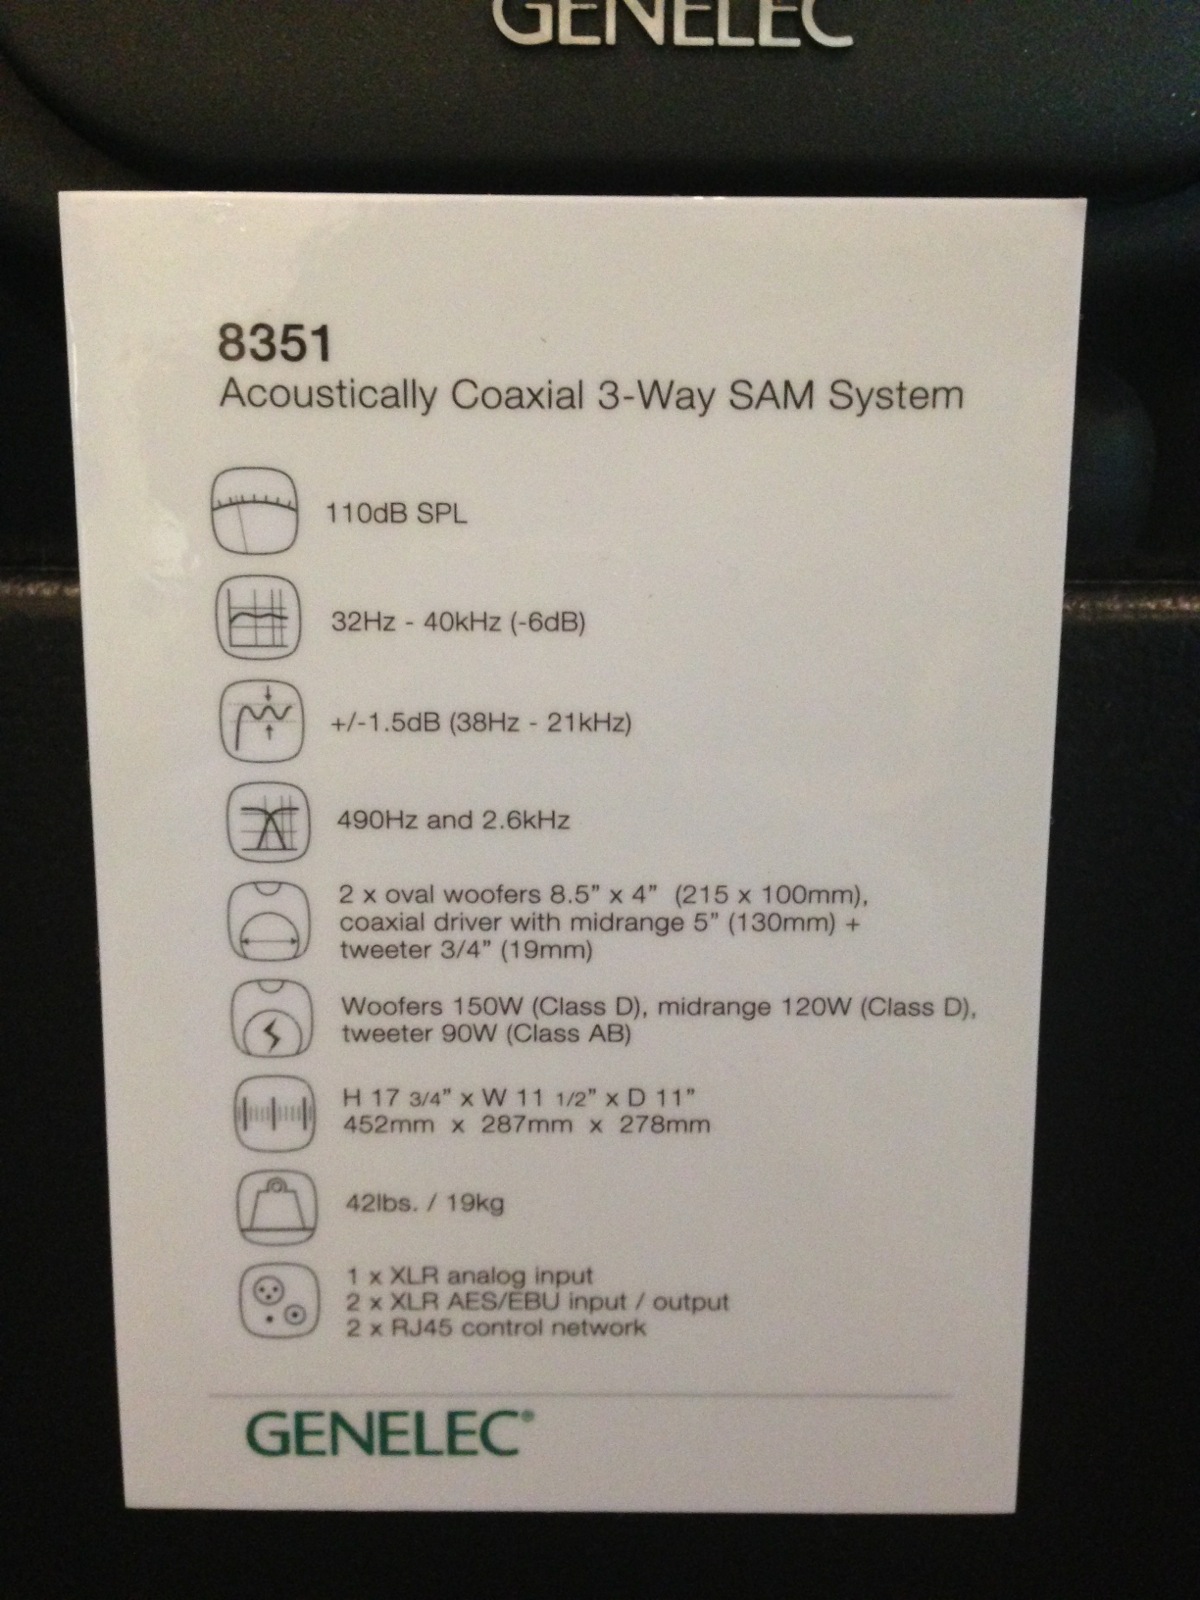 GENELEC
8351
Acoustically Coaxial 3-Way SAM System
110dB SPL
32Hz - 40kHz (-6dB)
+/-1.5dB (38Hz - 21kHz)
490Hz and 2.6kHz
2 x oval woofers 8.5” x 4” (215 x 100mm),
coaxial driver with midrange 5” (130mm) +
tweeter 3/4” (19mm)
Woofers 150W (Class D), midrange 120W (Class D),
tweeter 90W (Class AB)
H 17 3/4” x W 11 1/2” x D 11”
452mm x 287mm x 278mm
42lbs. / 19kg
1 x XLR analog input
2 x XLR AES/EBU input / output
2 x RJ45 control network
GENELEC®